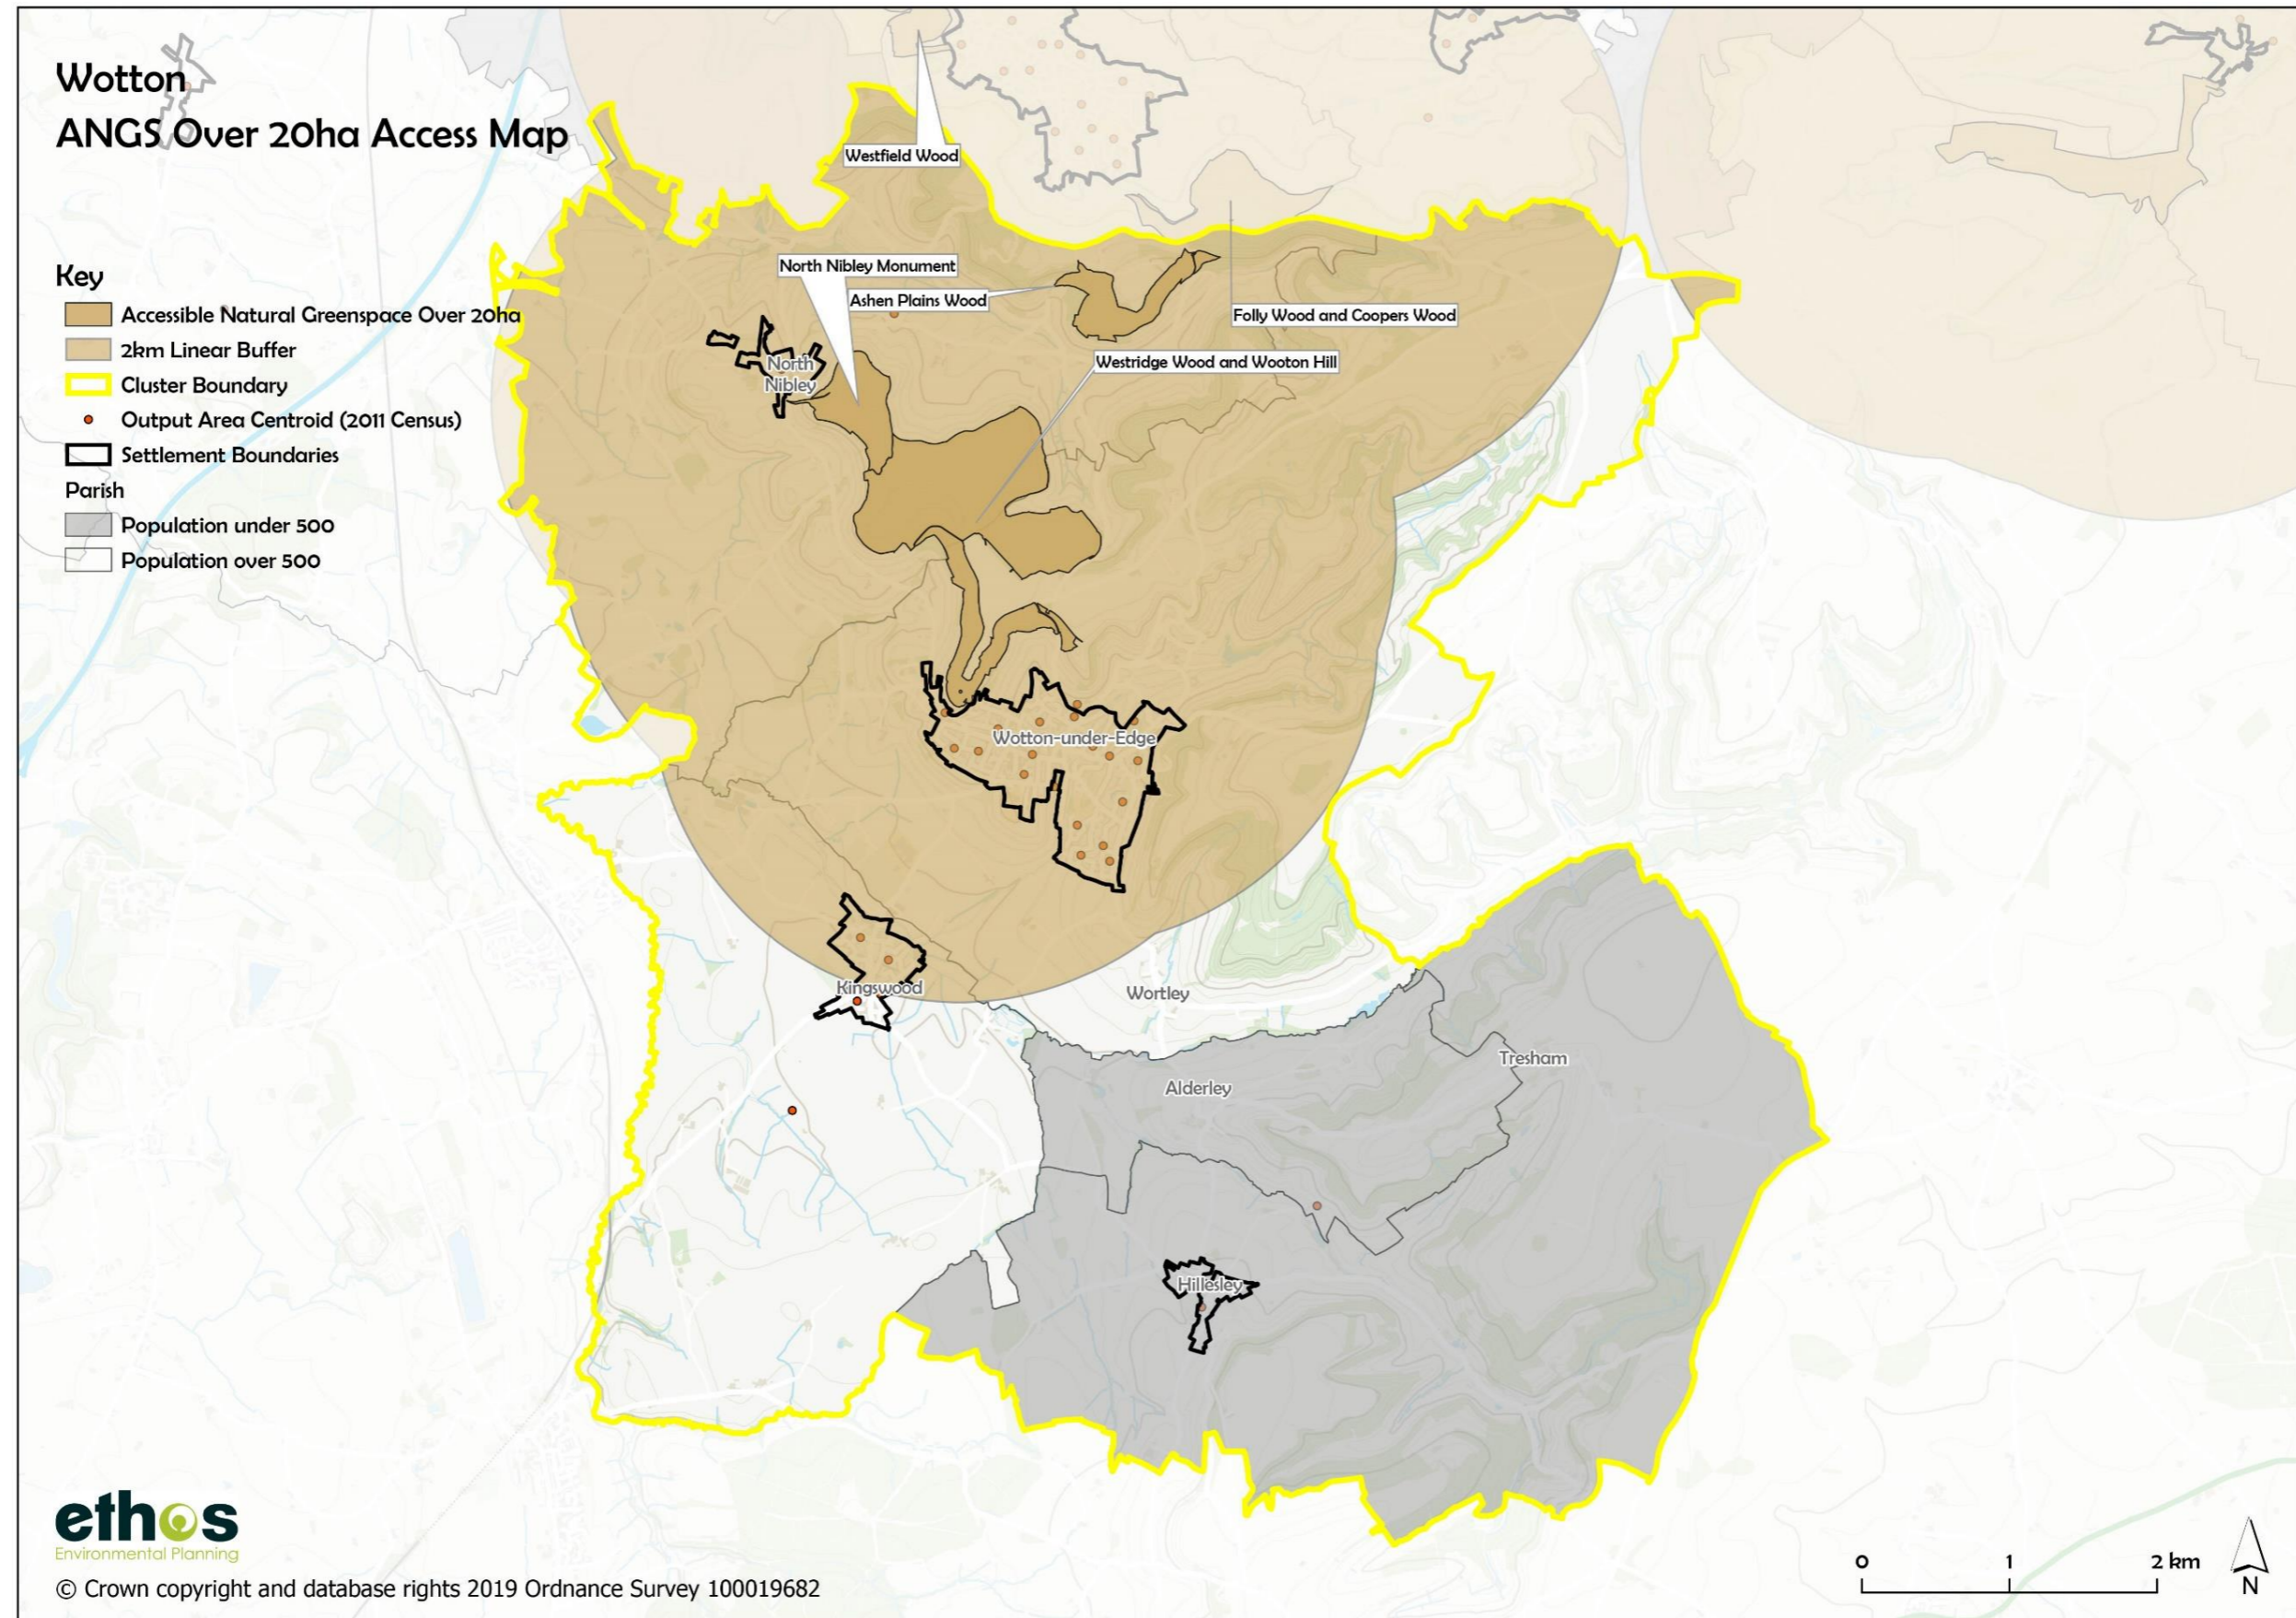 Wotton
ANGS Over 20ha Access Map
Key
Accessible Natural Greenspace Over 20ha
2km Linear Buffer
Cluster Boundary
Output Area Centroid (2011 Census)
Settlement Boundaries
Parish
Population under 500
Population over 500
Westfield Wood
North Nibley Monument
Ashen Plains Wood
Folly Wood and Coopers Wood
Westridge Wood and Wooton Hill
North
Nibley
Wotton-under-Edge
Kingswood
Wortley
Tresham
Alderley
Hillesley
ethos
Environmental Planning
© Crown copyright and database rights 2019 Ordnance Survey 100019682
0 1 2 km
N